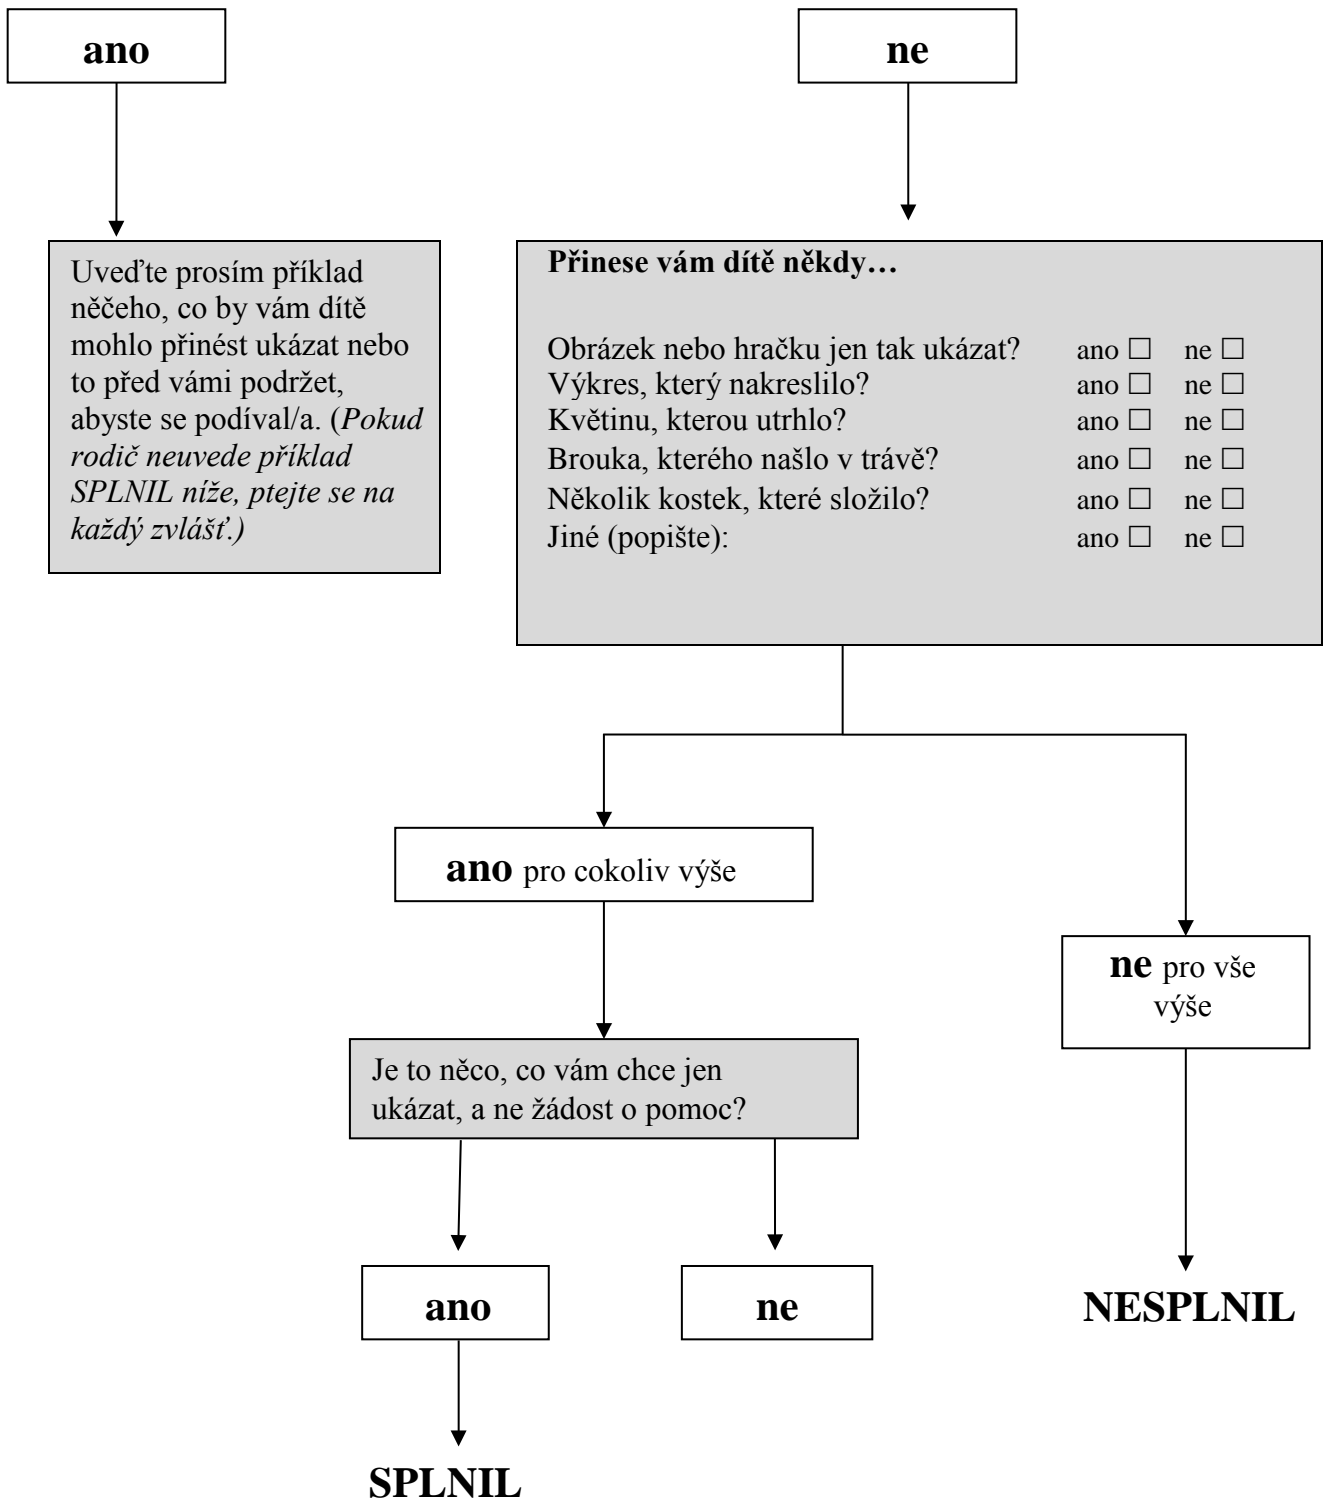 ano
ne
Uveďte prosím příklad
něčeho, co by vám dítě
mohlo přinést ukázat nebo
to před vámi podržet,
abyste se podíval/a. (Pokud
rodič neuvede příklad
SPLNIL níže, ptejte se na
každý zvlášť.)
Přinese vám dítě někdy…
Obrázek nebo hračku jen tak ukázat? ano □ ne □
Výkres, který nakreslilo? ano □ ne □
Květinu, kterou utrhlo? ano □ ne □
Brouka, kterého našlo v trávě? ano □ ne □
Několik kostek, které složilo? ano □ ne □
Jiné (popište): ano □ ne □
ano pro cokoliv výše
ne pro vše
výše
Je to něco, co vám chce jen
ukázat, a ne žádost o pomoc?
ano
ne
NESPLNIL
SPLNIL